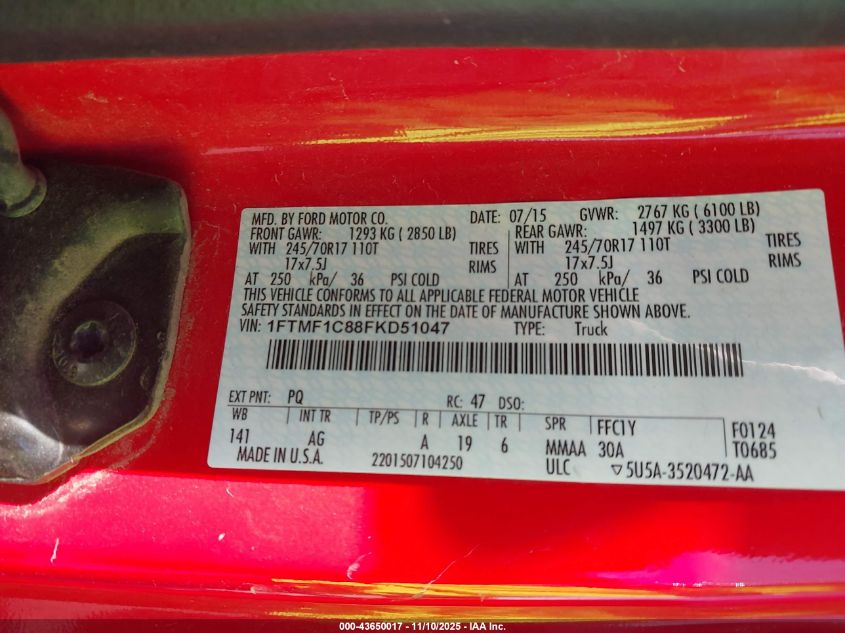 MFD. BY FORD MOTOR CO. DATE: 07/15 GVWR: 2767 KG ( 6100 LB)
FRONT GAWR: 1293 KG ( 2850 LB) REAR GAWR: 1497 KG ( 3300 LB)
WITH 245/70R17 110T TIRES WITH 245/70R17 110T TIRES
17x7.5J RIMS 17x7.5J RIMS
AT 250 kPa/ 36 PSI COLD AT 250 kPa/ 36 PSI COLD
THIS VEHICLE CONFORMS TO ALL APPLICABLE FEDERAL MOTOR VEHICLE
SAFETY STANDARDS IN EFFECT ON THE DATE OF MANUFACTURE SHOWN ABOVE.
VIN: 1FTMF1C88FKD51047 TYPE: Truck
EXT PNT: PQ RC: 47 DSO:
WB INT TR TP/PS R AXLE TR SPR FFC1Y F0124
141 AG A 19 6 MMAA 30A T0685
MADE IN U.S.A. 2201507104250 ULC ▽5U5A-3520472-AA
000-43650017 - 11/10/2025 - IAA Inc.